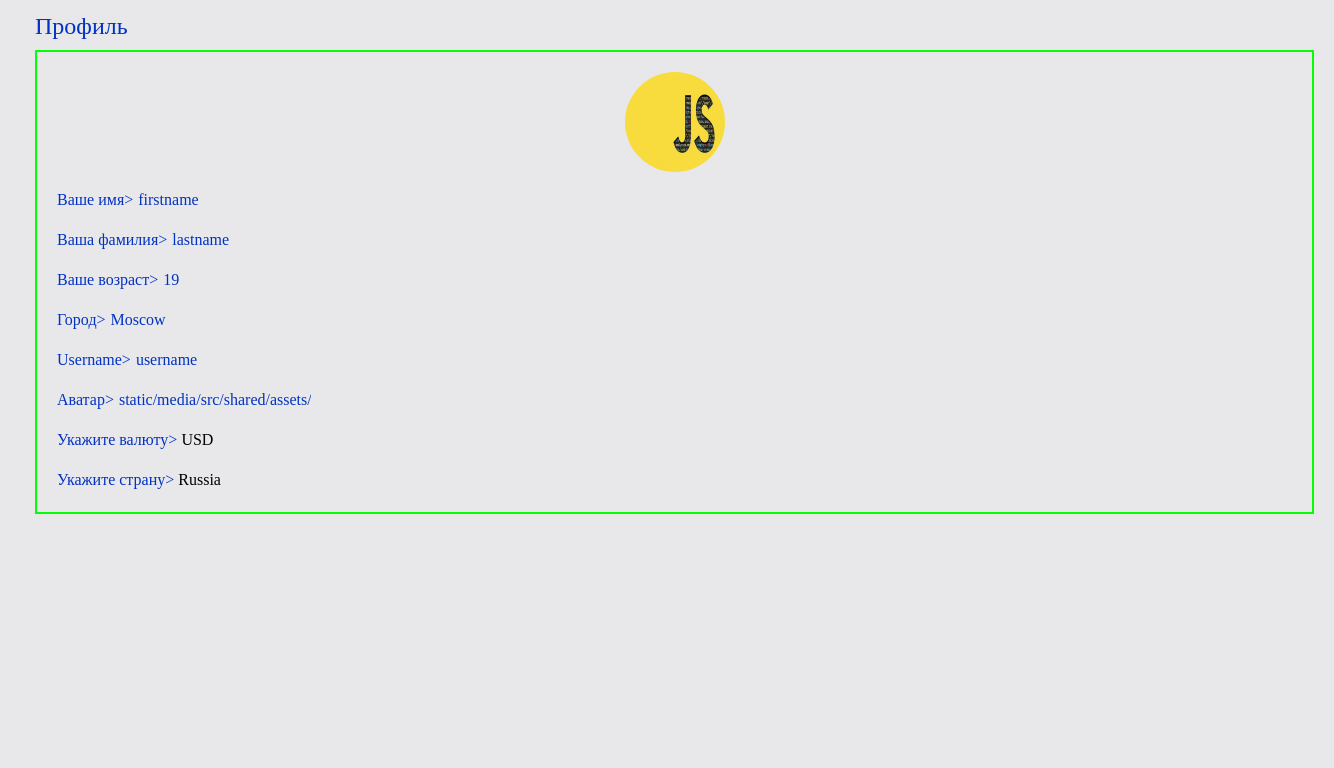 Профиль
JS
Ваше имя> firstname
Ваша фамилия> lastname
Ваше возраст> 19
Город> Moscow
Username> username
Аватар> static/media/src/shared/assets/
Укажите валюту> USD
Укажите страну> Russia